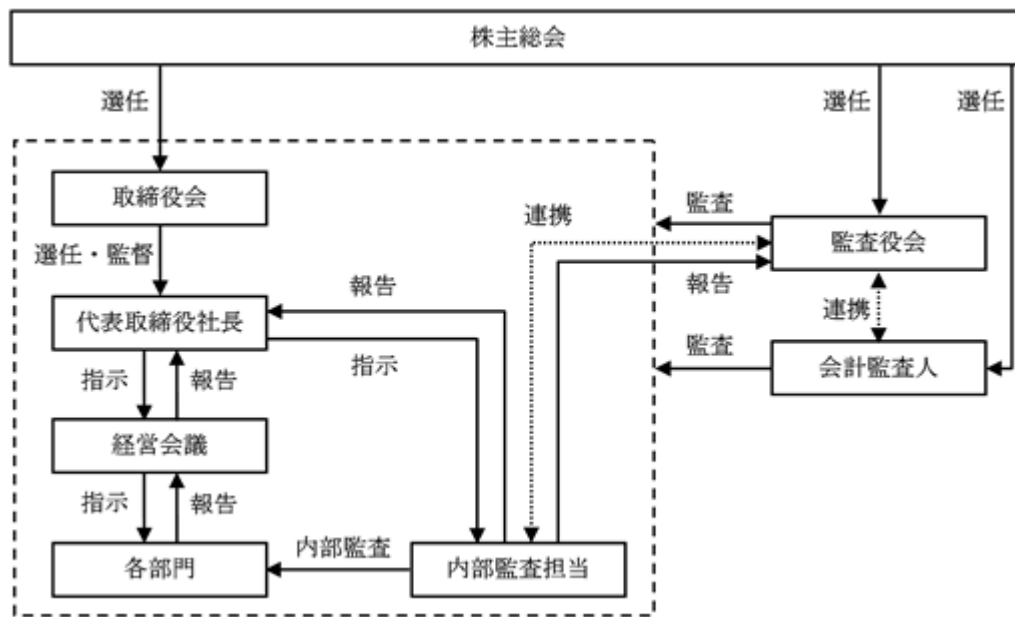 株主総会
選任
選任
選任
取締役会
連携
監査
監査役会
選任・監督
報告
報告
代表取締役社長
連携
指示
監査
会計監査人
指示
報告
経営会議
指示
報告
内部監査
各部門
内部監査担当